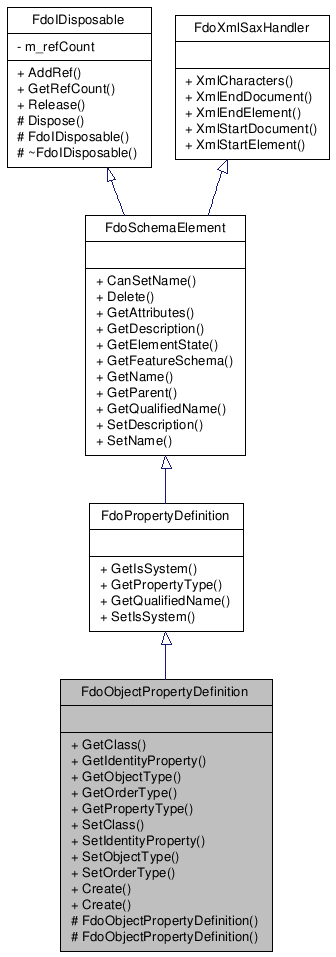 FdoIDisposable
- m_refCount
+ AddRef()
+ GetRefCount()
+ Release()
# Dispose()
# FdoIDisposable()
# ~FdoIDisposable()
FdoXmlSaxHandler
+ XmlCharacters()
+ XmlEndDocument()
+ XmlEndElement()
+ XmlStartDocument()
+ XmlStartElement()
FdoSchemaElement
+ CanSetName()
+ Delete()
+ GetAttributes()
+ GetDescription()
+ GetElementState()
+ GetFeatureSchema()
+ GetName()
+ GetParent()
+ GetQualifiedName()
+ SetDescription()
+ SetName()
FdoPropertyDefinition
+ GetIsSystem()
+ GetPropertyType()
+ GetQualifiedName()
+ SetIsSystem()
FdoObjectPropertyDefinition
+ GetClass()
+ GetIdentityProperty()
+ GetObjectType()
+ GetOrderType()
+ GetPropertyType()
+ SetClass()
+ SetIdentityProperty()
+ SetObjectType()
+ SetOrderType()
+ Create()
+ Create()
# FdoObjectPropertyDefinition()
# FdoObjectPropertyDefinition()